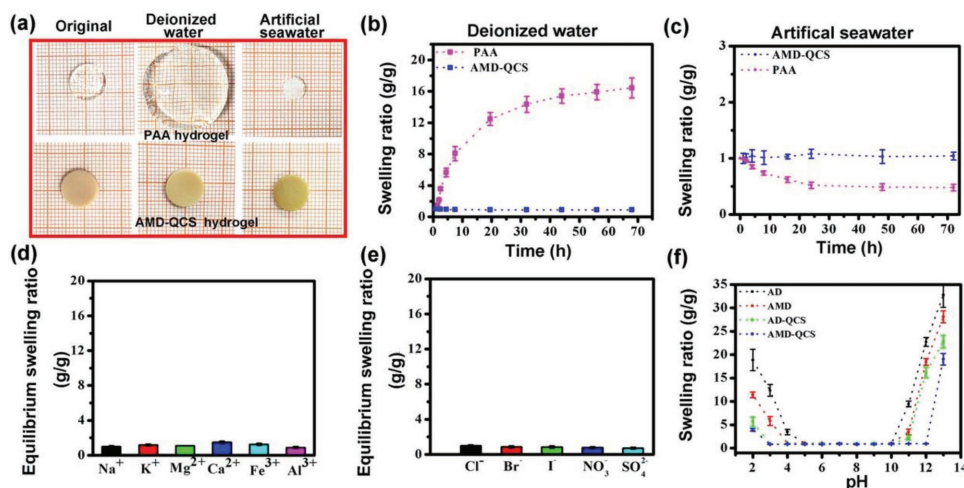 (a)
Original
Deionized
water
Artificial
seawater
PAA hydrogel
AMD-QCS hydrogel
(b)
Deionized water
Swelling ratio (g/g)
20
16
12
8
4
0
PAA
AMD-QCS
0 10 20 30 40 50 60 70
Time (h)
(c)
Artifical seawater
Swelling ratio (g/g)
3
2
1
0
AMD-QCS
PAA
0 10 20 30 40 50 60 70
Time (h)
(d)
Equilibrium swelling ratio
(g/g)
20
16
12
8
4
0
Na⁺ K⁺ Mg²⁺ Ca²⁺ Fe³⁺ Al³⁺
(e)
Equilibrium swelling ratio
(g/g)
20
16
12
8
4
0
Cl⁻ Br⁻ I⁻ NO₃⁻ SO₄²⁻
(f)
Swelling ratio (g/g)
35
30
25
20
15
10
5
0
AD
AMD
AD-QCS
AMD-QCS
2 4 6 8 10 12 14
pH